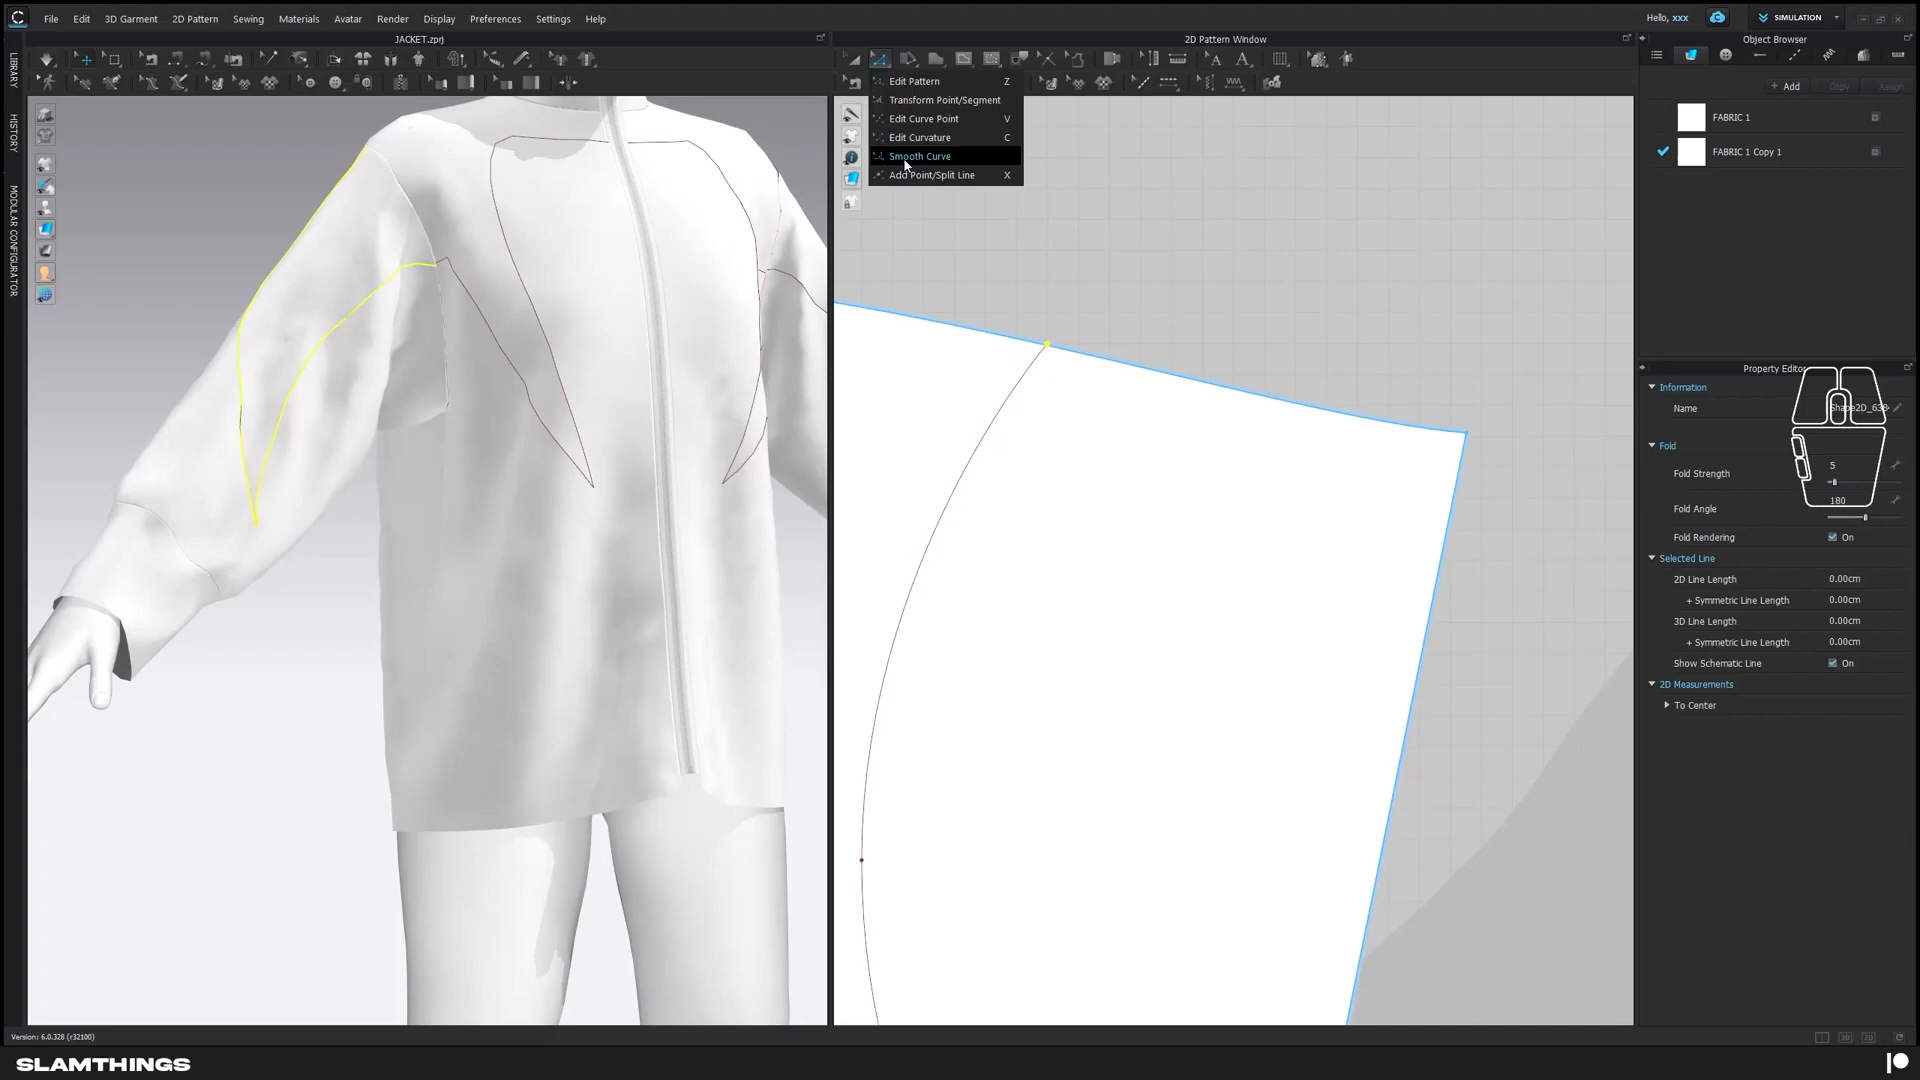 File Edit 3D Garment 2D Pattern Sewing Materials Avatar Render Display Preferences Settings Help
Hello, xxx SIMULATION
JACKET.zprj
2D Pattern Window
Object Browser
LIBRARY
HISTORY
MODULAR CONFIGURATOR
Edit Pattern Z
Transform Point/Segment
Edit Curve Point V
Edit Curvature C
Smooth Curve
Add Point/Split Line X
+ Add Copy Assign
FABRIC 1
FABRIC 1 Copy 1
Property Editor
Information
Name
Fold
Fold Strength 5
Fold Angle 180
Fold Rendering On
Selected Line
2D Line Length 0.00cm
+ Symmetric Line Length 0.00cm
3D Line Length 0.00cm
+ Symmetric Line Length 0.00cm
Show Schematic Line On
2D Measurements
To Center
Version: 6.0.328 (r32100)
3D 2D
SLAMTHINGS